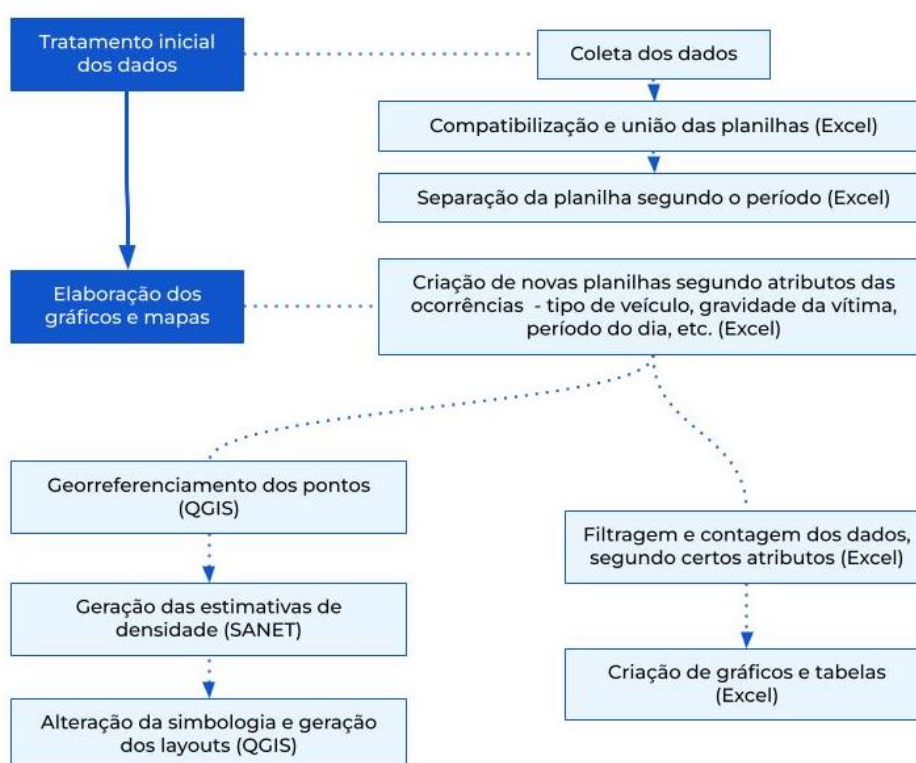 Tratamento inicial
dos dados
Coleta dos dados
Compatibilização e união das planilhas (Excel)
Separação da planilha segundo o período (Excel)
Elaboração dos
gráficos e mapas
Criação de novas planilhas segundo atributos das
ocorrências - tipo de veículo, gravidade da vítima,
período do dia, etc. (Excel)
Georreferenciamento dos pontos
(QGIS)
Geração das estimativas de
densidade (SANET)
Alteração da simbologia e geração
dos layouts (QGIS)
Filtragem e contagem dos dados,
segundo certos atributos (Excel)
Criação de gráficos e tabelas
(Excel)